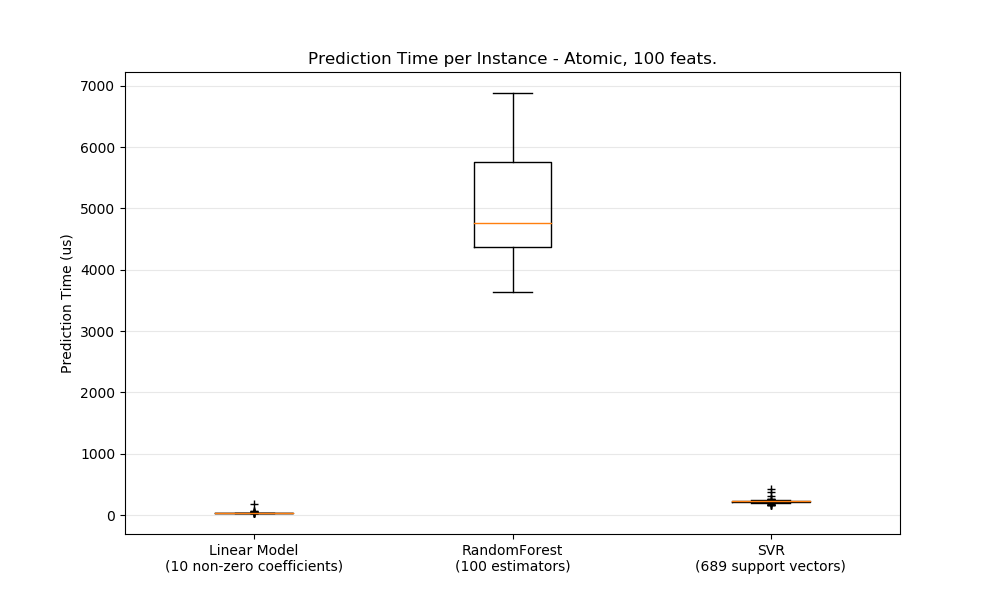 Prediction Time per Instance - Atomic, 100 feats.
7000
6000
5000
4000
3000
2000
1000
0
Prediction Time (us)
Linear Model
(10 non-zero coefficients)
RandomForest
(100 estimators)
SVR
(689 support vectors)